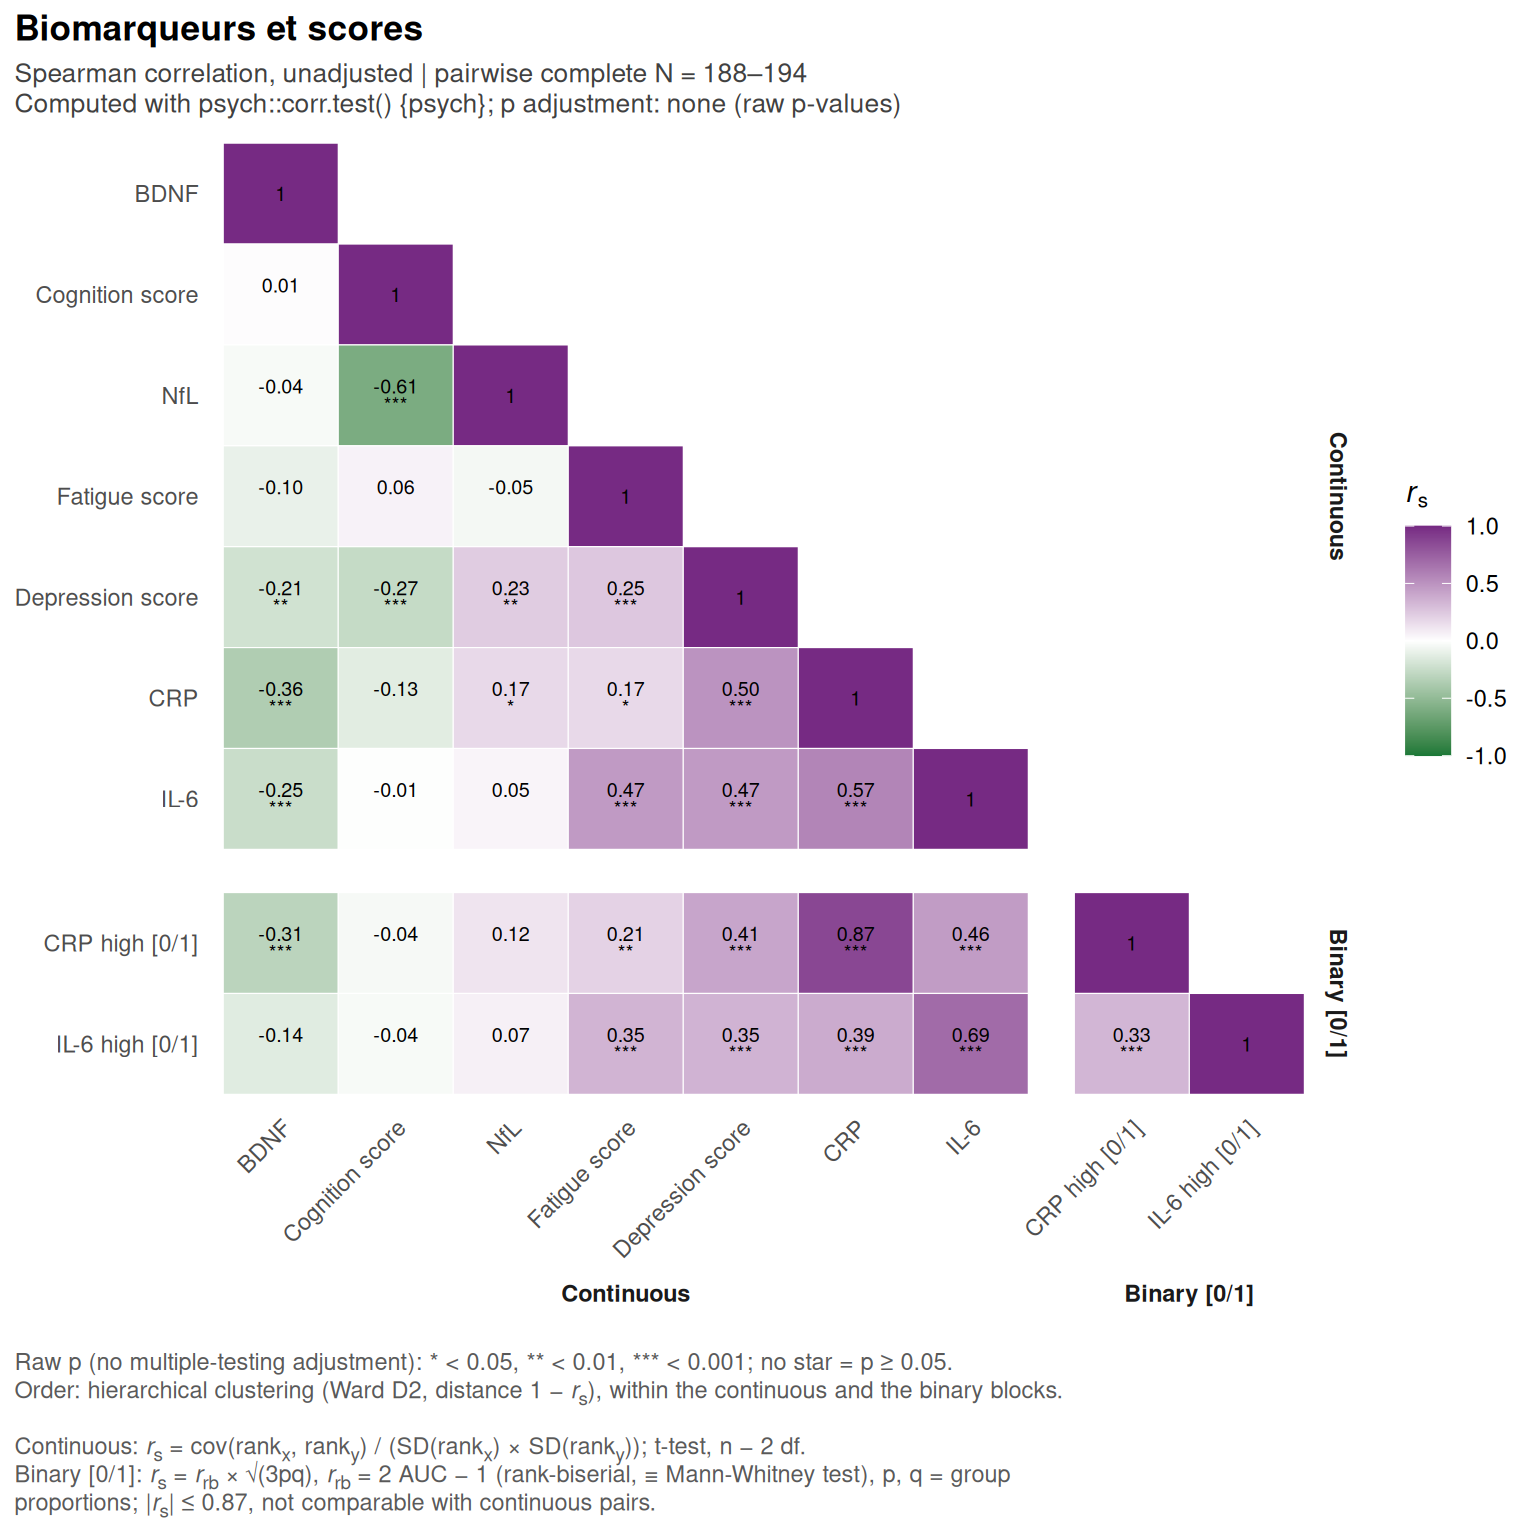 Biomarqueurs et scores
Spearman correlation, unadjusted | pairwise complete N = 188–194
Computed with psych::corr.test() {psych}; p adjustment: none (raw p-values)
BDNF 1
Cognition score 0.01 1
NfL -0.04 -0.61 *** 1
Fatigue score -0.10 0.06 -0.05 1
Depression score -0.21 ** -0.27 *** 0.23 ** 0.25 *** 1
CRP -0.36 *** -0.13 0.17 * 0.17 * 0.50 *** 1
IL-6 -0.25 *** -0.01 0.05 0.47 *** 0.47 *** 0.57 *** 1
CRP high [0/1] -0.31 *** -0.04 0.12 0.21 ** 0.41 *** 0.87 *** 0.46 *** 1
IL-6 high [0/1] -0.14 -0.04 0.07 0.35 *** 0.35 *** 0.39 *** 0.69 *** 0.33 *** 1
BDNF
Cognition score
NfL
Fatigue score
Depression score
CRP
IL-6
CRP high [0/1]
IL-6 high [0/1]
Continuous
Binary [0/1]
Continuous
Binary [0/1]
rs
1.0
0.5
0.0
-0.5
-1.0
Raw p (no multiple-testing adjustment): * < 0.05, ** < 0.01, *** < 0.001; no star = p ≥ 0.05.
Order: hierarchical clustering (Ward D2, distance 1 − rs), within the continuous and the binary blocks.
Continuous: rs = cov(rankx, ranky) / (SD(rankx) × SD(ranky)); t-test, n − 2 df.
Binary [0/1]: rs = rrb × √(3pq), rrb = 2 AUC − 1 (rank-biserial, ≡ Mann-Whitney test), p, q = group
proportions; |rs| ≤ 0.87, not comparable with continuous pairs.